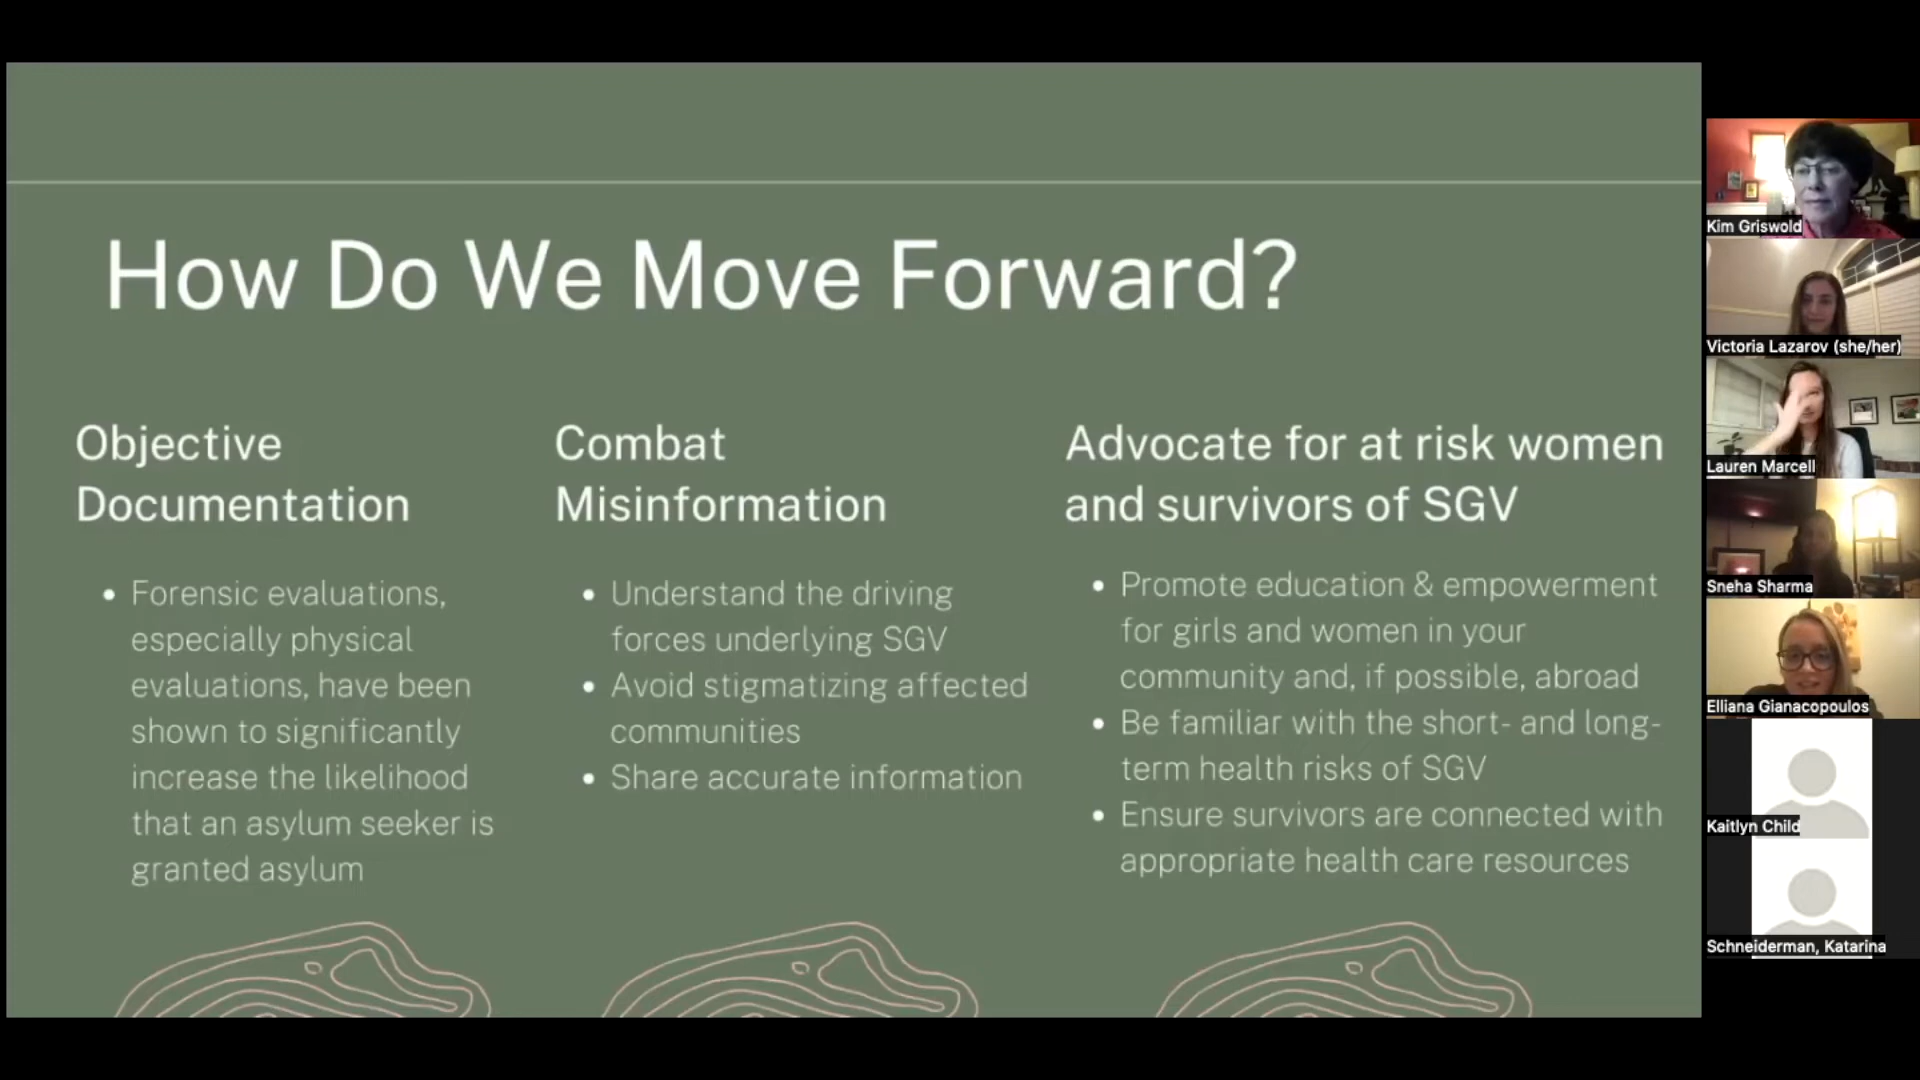 How Do We Move Forward?
Objective
Documentation
Forensic evaluations,
especially physical
evaluations, have been
shown to significantly
increase the likelihood
that an asylum seeker is
granted asylum
Combat
Misinformation
Understand the driving
forces underlying SGV
Avoid stigmatizing affected
communities
Share accurate information
Advocate for at risk women
and survivors of SGV
Promote education & empowerment
for girls and women in your
community and, if possible, abroad
Be familiar with the short- and long-
term health risks of SGV
Ensure survivors are connected with
appropriate health care resources
Kim Griswold
Victoria Lazarov (she/her)
Lauren Marcell
Sneha Sharma
Elliana Gianacopoulos
Kaitlyn Child
Schneiderman, Katarina